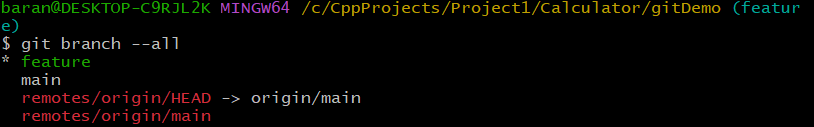 baran@DESKTOP-C9RJL2K MINGW64 /c/CppProjects/Project1/Calculator/gitDemo (featur
e)
$ git branch --all
* feature
  main
  remotes/origin/HEAD -> origin/main
  remotes/origin/main